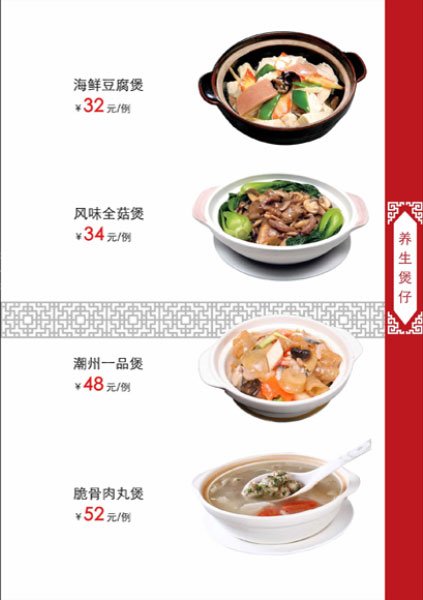 海鲜豆腐煲
¥32元/例
风味全菇煲
¥34元/例
养生煲仔
潮州一品煲
¥48元/例
脆骨肉丸煲
¥52元/例